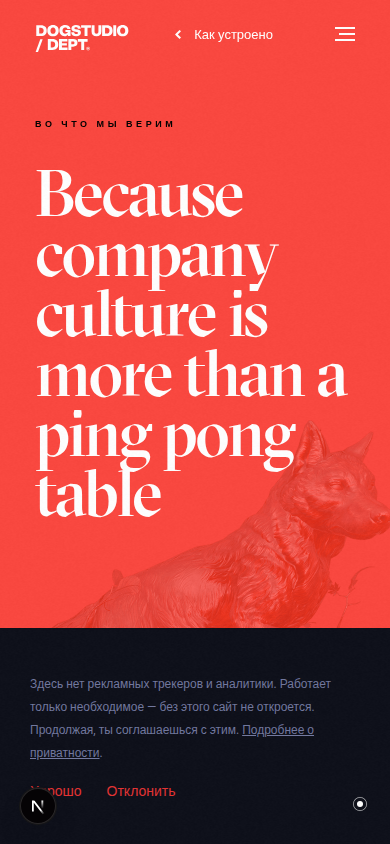 DOGSTUDIO
/ DEPT.
Как устроено
ВО ЧТО МЫ ВЕРИМ
Because
company
culture is
more than a
ping pong
table
Здесь нет рекламных трекеров и аналитики. Работает
только необходимое — без этого сайт не откроется.
Продолжая, ты соглашаешься с этим. Подробнее о
приватности.
Хорошо Отклонить
N